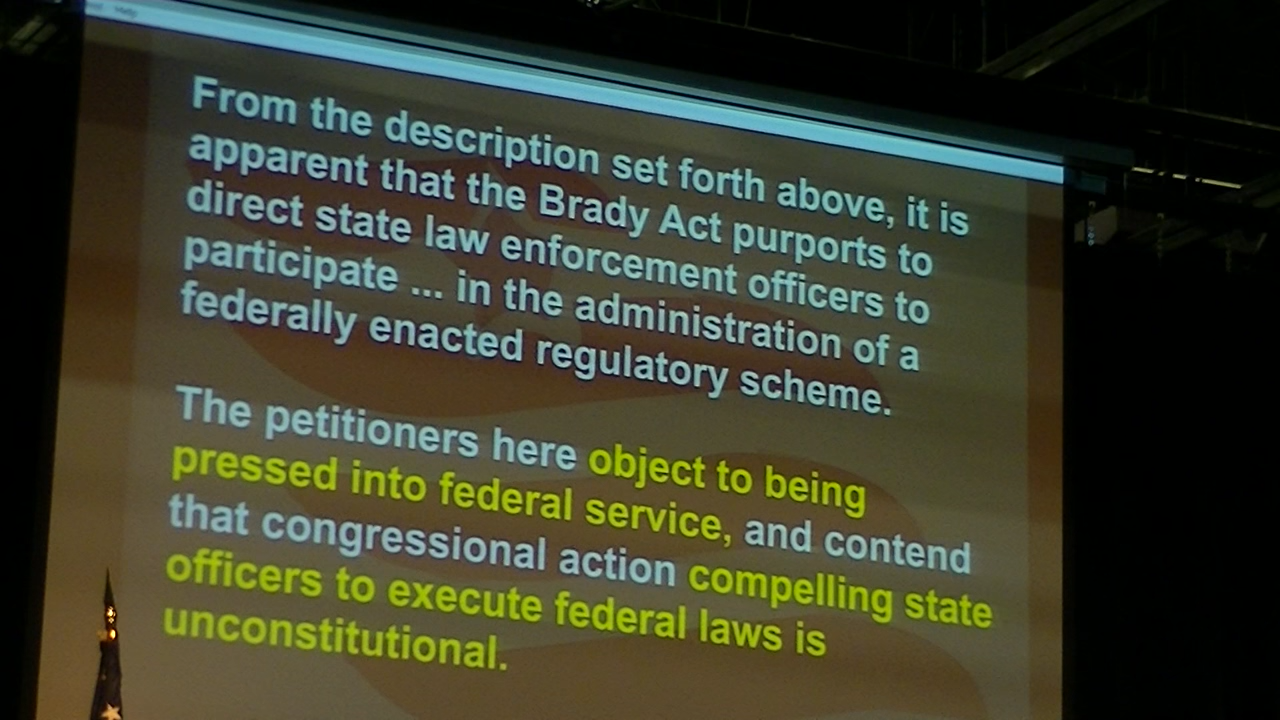 From the description set forth above, it is
apparent that the Brady Act purports to
direct state law enforcement officers to
participate ... in the administration of a
federally enacted regulatory scheme.
The petitioners here object to being
pressed into federal service, and contend
that congressional action compelling state
officers to execute federal laws is
unconstitutional.